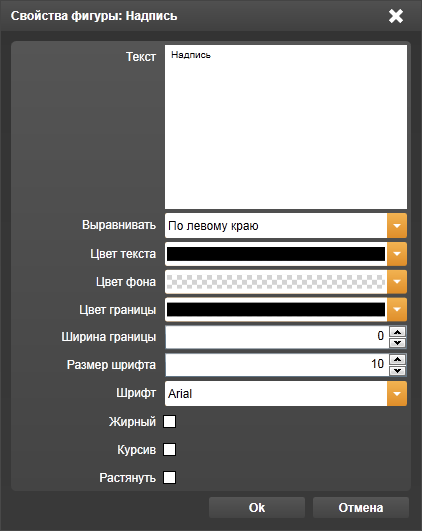 Свойства фигуры: Надпись
Текст Надпись
Выравнивать По левому краю
Цвет текста
Цвет фона
Цвет границы
Ширина границы 0
Размер шрифта 10
Шрифт Arial
Жирный
Курсив
Растянуть
Ok Отмена